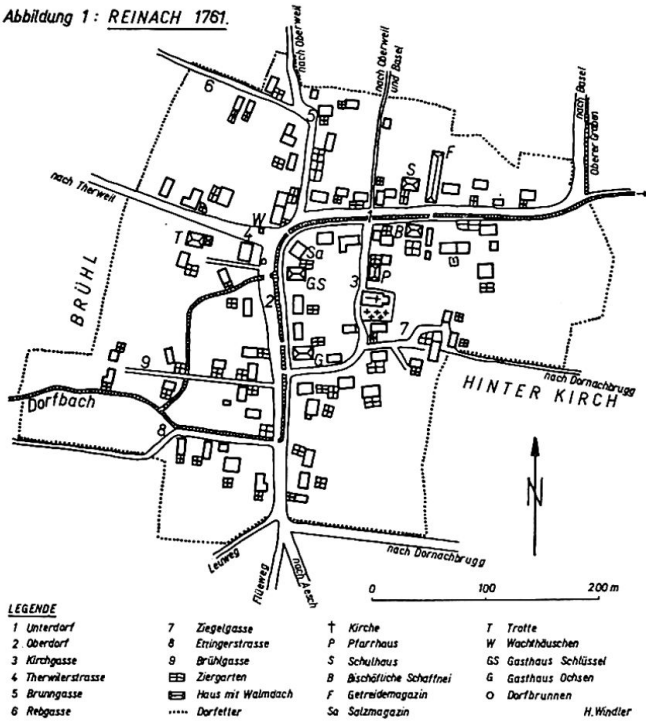 Abbildung 1 : REINACH 1761.
nach Oberweil
nach Oberweil
und Basel
nach Basel
Oberer Graben
6
5
S
F
nach Therweil
W
1
4
T
Sa
B
G
BRÜHL
GS
3
P
2
7
G
9
nach Dornachbrugg
HINTER KIRCH
Dorfbach
8
N
Leuweg
Flüeweg
nach Aesch
nach Dornachbrugg
0 200 m
LEGENDE
1 Unterdorf
2 Oberdorf
3 Kirchgasse
4 Therwilerstrasse
5 Brunngasse
6 Rebgasse
7 Ziegelgasse
8 Ettingerstrasse
9 Brühlgasse
Ziergarten
Haus mit Walmdach
Dorfetter
† Kirche
P Pfarrhaus
S Schulhaus
B Bischöfliche Schaffnei
F Getreidemagazin
Sa Salzmagazin
T Trotte
W Wachthäuschen
GS Gasthaus Schlüssel
G Gasthaus Ochsen
O Dorfbrunnen
H. Windler